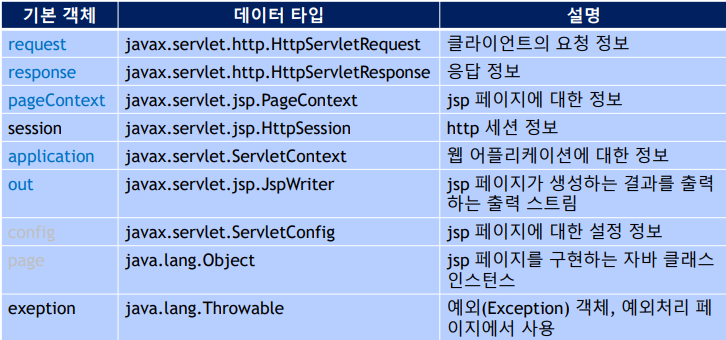 기본 객체 데이터 타입 설명
request javax.servlet.http.HttpServletRequest 클라이언트의 요청 정보
response javax.servlet.http.HttpServletResponse 응답 정보
pageContext javax.servlet.jsp.PageContext jsp 페이지에 대한 정보
session javax.servlet.jsp.HttpSession http 세션 정보
application javax.servlet.ServletContext 웹 어플리케이션에 대한 정보
out javax.servlet.jsp.JspWriter jsp 페이지가 생성하는 결과를 출력
하는 출력 스트림
config javax.servlet.ServletConfig jsp 페이지에 대한 설정 정보
page java.lang.Object jsp 페이지를 구현하는 자바 클래스
인스턴스
exeption java.lang.Throwable 예외(Exception) 객체, 예외처리 페
이지에서 사용